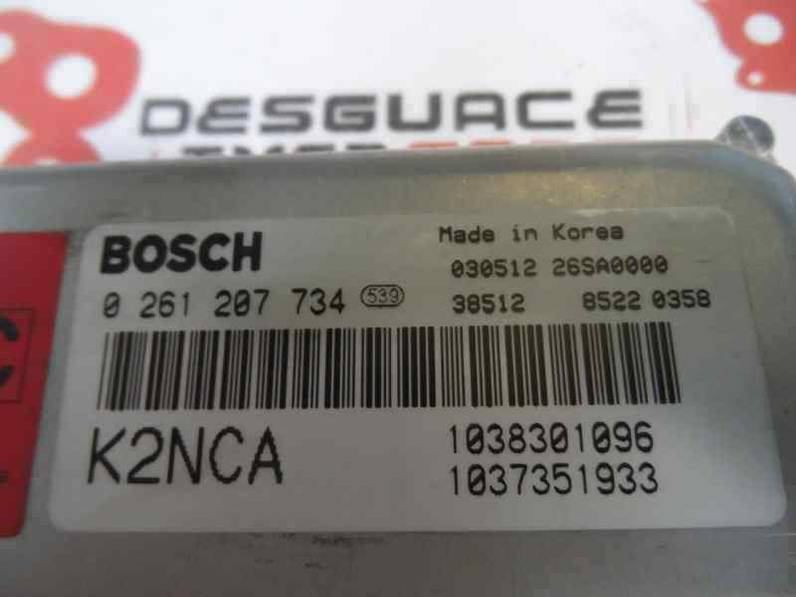 DESGUACE
BOSCH
Made in Korea
030512 26SA0000
0 261 207 734 539
38512 8522 0358
K2NCA
1038301096
1037351933